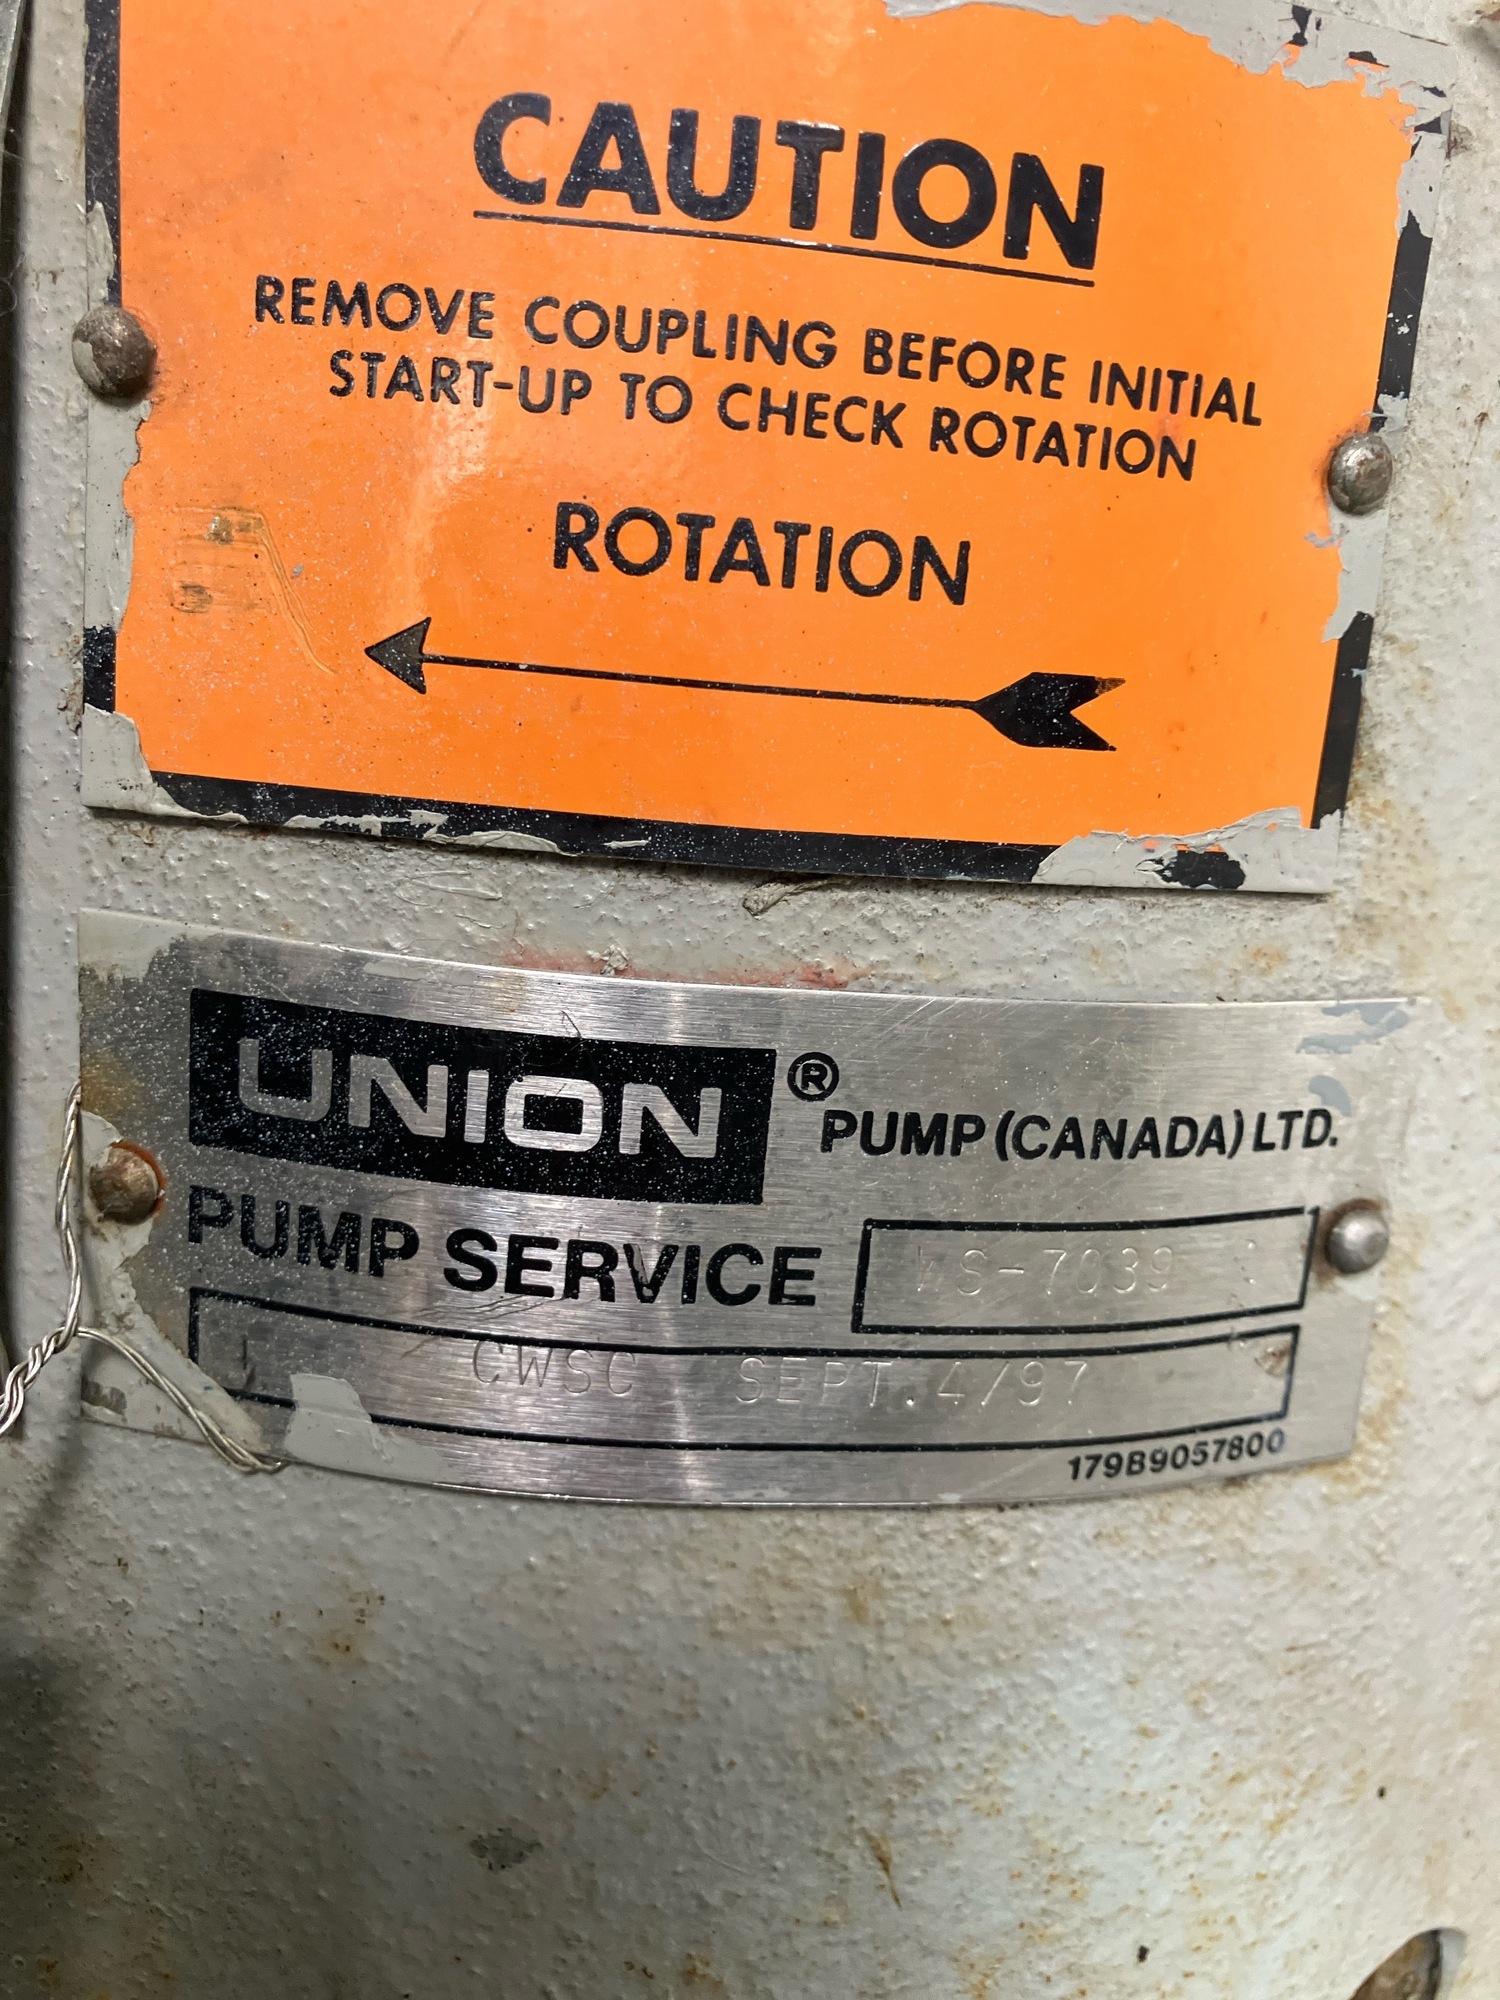 CAUTION
REMOVE COUPLING BEFORE INITIAL
START-UP TO CHECK ROTATION
ROTATION
UNION ® PUMP (CANADA) LTD.
PUMP SERVICE
CWSC SEPT.4/97
179B9057800